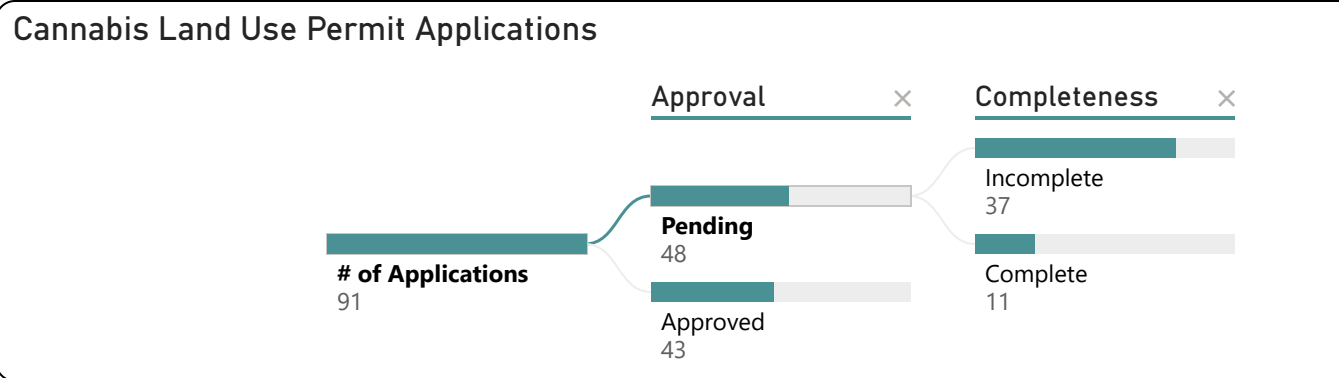 Cannabis Land Use Permit Applications
Approval ×
Completeness ×
Incomplete
37
Pending
48
# of Applications
91
Complete
11
Approved
43